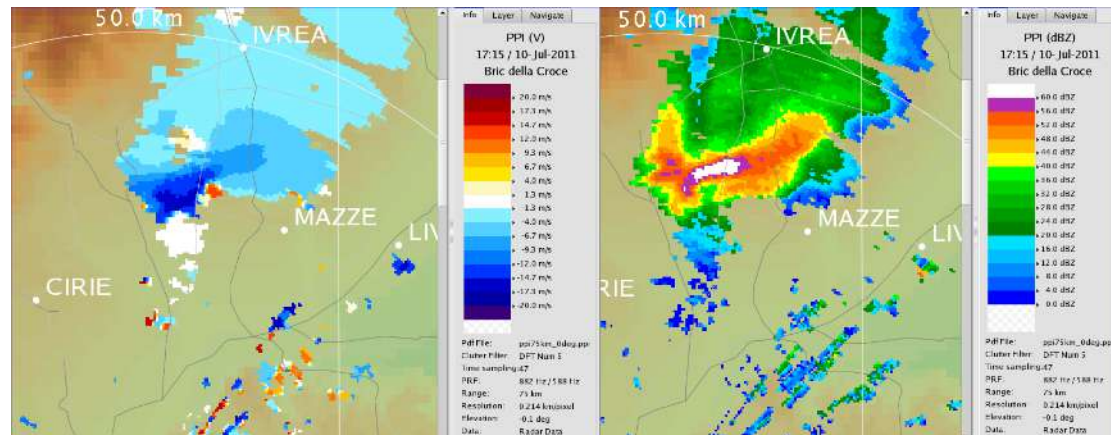 50.0 km
IVREA
MAZZE
LIV
CIRIE
Info Layer Navigate
PPI (V)
17:15 / 10-Jul-2011
Bric della Croce
20.0 m/s
17.3 m/s
14.7 m/s
12.0 m/s
9.3 m/s
6.7 m/s
4.0 m/s
1.3 m/s
-1.3 m/s
-4.0 m/s
-6.7 m/s
-9.3 m/s
-12.0 m/s
-14.7 m/s
-17.3 m/s
-20.0 m/s
Pdf File: ppi75km_0deg.ppi
Clutter Filter: DFT Num 5
Time sampling:47
PRF: 882 Hz / 588 Hz
Range: 75 km
Resolution: 0.214 km/pixel
Elevation: -0.1 deg
Data: Radar Data
50.0 km
IVREA
MAZZE
LIV
RIE
Info Layer Navigate
PPI (dBZ)
17:15 / 10-Jul-2011
Bric della Croce
60.0 dBZ
56.0 dBZ
52.0 dBZ
48.0 dBZ
44.0 dBZ
40.0 dBZ
36.0 dBZ
32.0 dBZ
28.0 dBZ
24.0 dBZ
20.0 dBZ
16.0 dBZ
12.0 dBZ
8.0 dBZ
4.0 dBZ
0.0 dBZ
Pdf File: ppi75km_0deg.pp
Clutter Filter: DFT Num 5
Time sampling:47
PRF: 882 Hz / 588 Hz
Range: 75 km
Resolution: 0.214 km/pixel
Elevation: -0.1 deg
Data: Radar Data